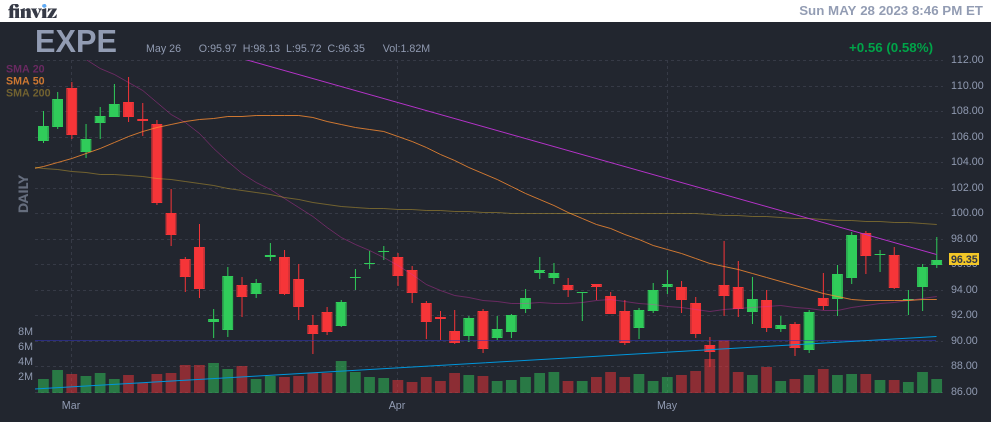 finviz
Sun MAY 28 2023 8:46 PM ET
EXPE
May 26 O:95.97 H:98.13 L:95.72 C:96.35 Vol:1.82M
+0.56 (0.58%)
SMA 20
SMA 50
SMA 200
DAILY
112.00
110.00
108.00
106.00
104.00
102.00
100.00
98.00
96.35
94.00
92.00
90.00
88.00
86.00
8M
6M
4M
2M
Mar Apr May